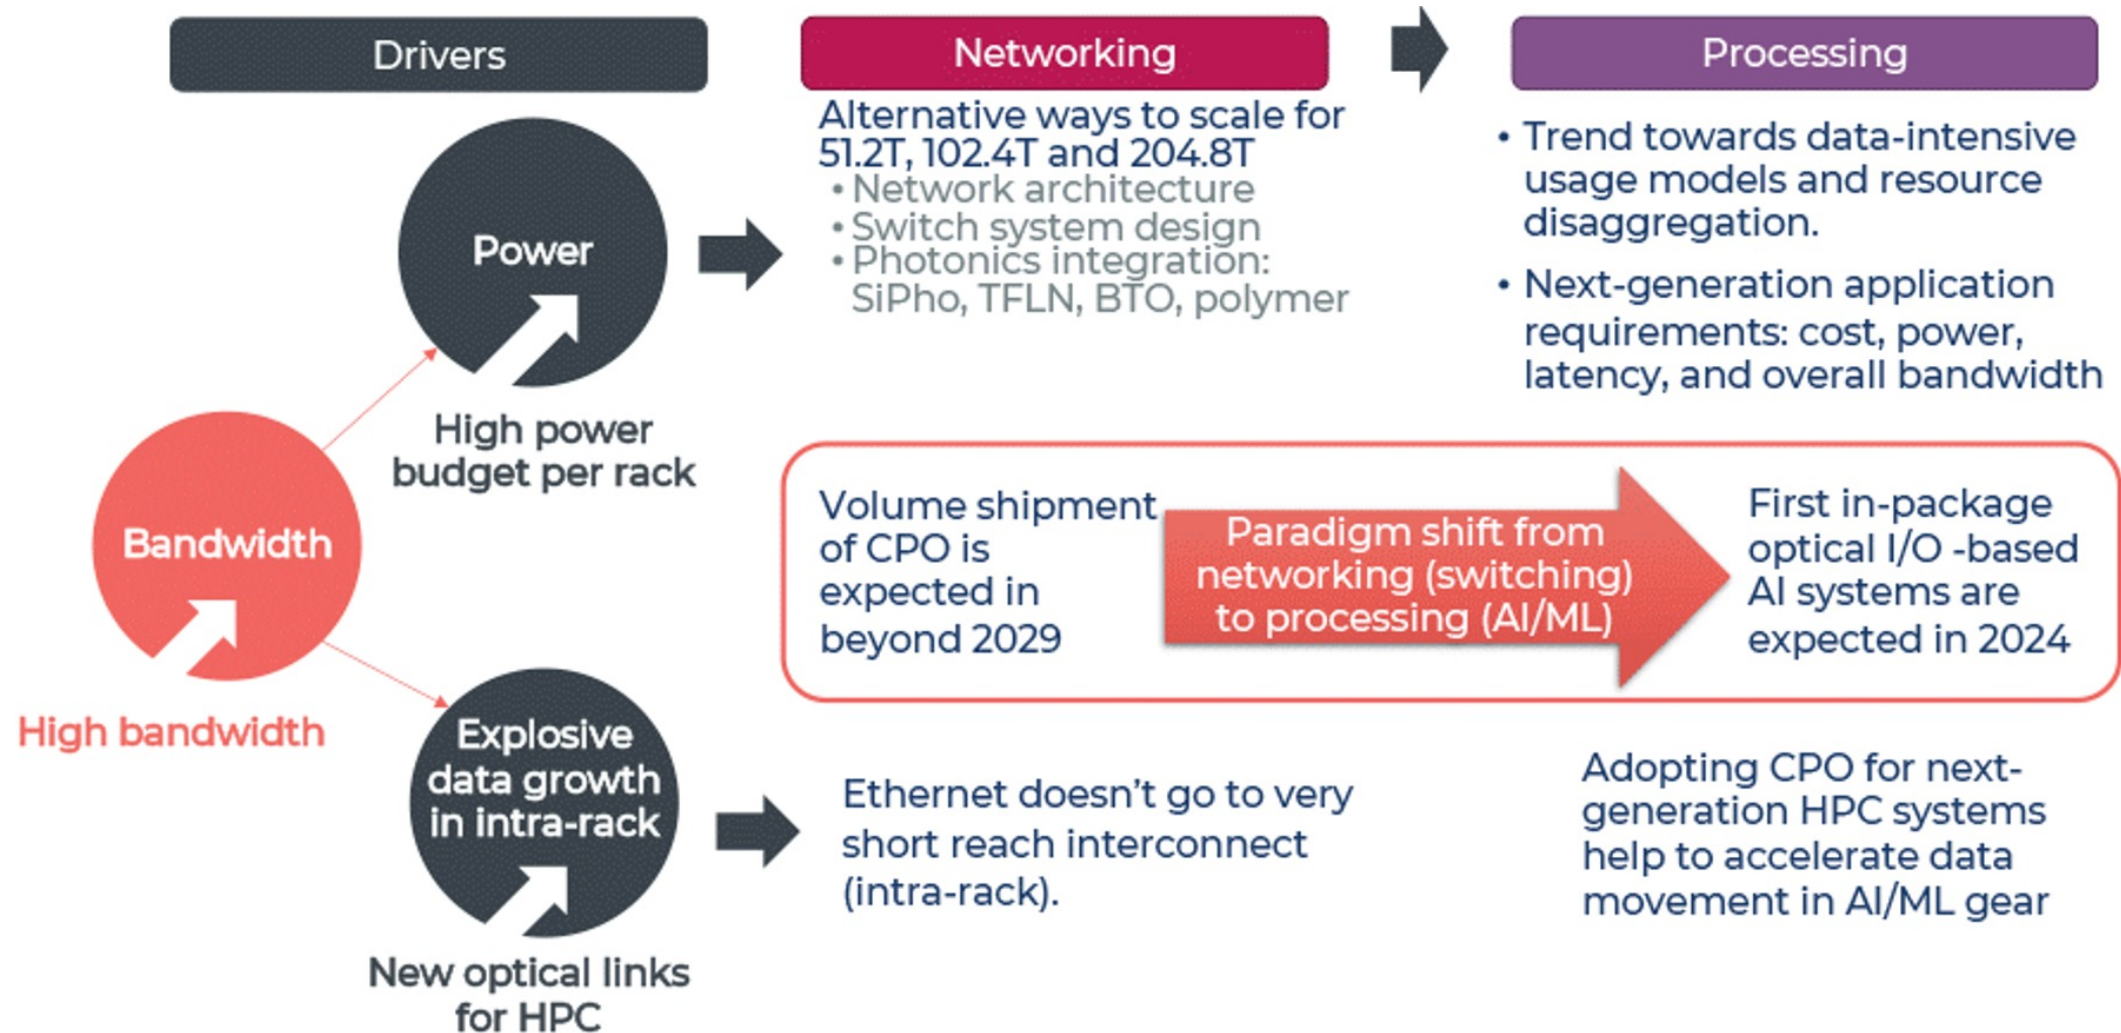 Drivers
Networking
Processing
Power
High power
budget per rack
Bandwidth
High bandwidth
Explosive
data growth
in intra-rack
New optical links
for HPC
Alternative ways to scale for
51.2T, 102.4T and 204.8T
• Network architecture
• Switch system design
• Photonics integration:
SiPho, TFLN, BTO, polymer
• Trend towards data-intensive
usage models and resource
disaggregation.
• Next-generation application
requirements: cost, power,
latency, and overall bandwidth
Volume shipment
of CPO is
expected in
beyond 2029
Paradigm shift from
networking (switching)
to processing (AI/ML)
First in-package
optical I/O -based
AI systems are
expected in 2024
Ethernet doesn't go to very
short reach interconnect
(intra-rack).
Adopting CPO for next-
generation HPC systems
help to accelerate data
movement in AI/ML gear